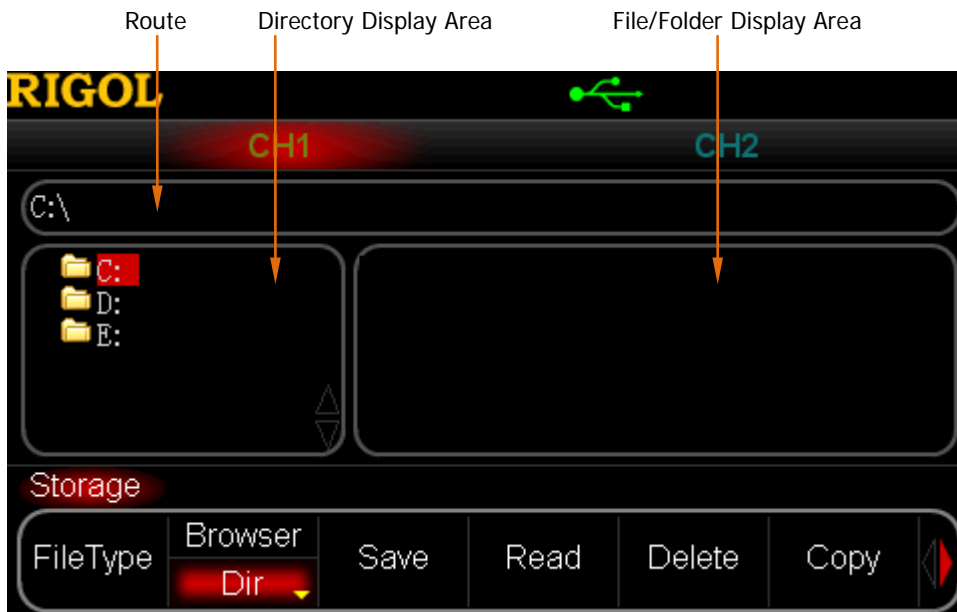 Route Directory Display Area File/Folder Display Area
RIGOL
CH1 CH2
C:\
C:
D:
E:
Storage
FileType Browser Dir Save Read Delete Copy